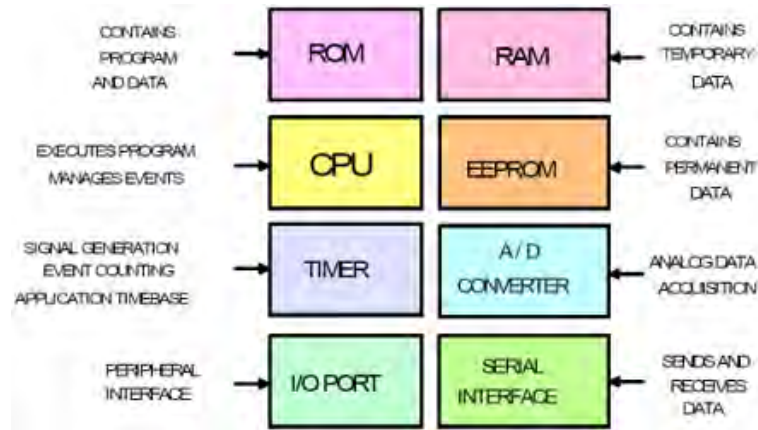 CONTAINS
PROGRAM
AND DATA
ROM
RAM
CONTAINS
TEMPORARY
DATA
EXECUTES PROGRAM
MANAGES EVENTS
CPU
EEPROM
CONTAINS
PERMANENT
DATA
SIGNAL GENERATION
EVENT COUNTING
APPLICATION TIMEBASE
TIMER
A / D
CONVERTER
ANALOG DATA
ACQUISITION
PERIPHERAL
INTERFACE
I/O PORT
SERIAL
INTERFACE
SENDS AND
RECEIVES
DATA